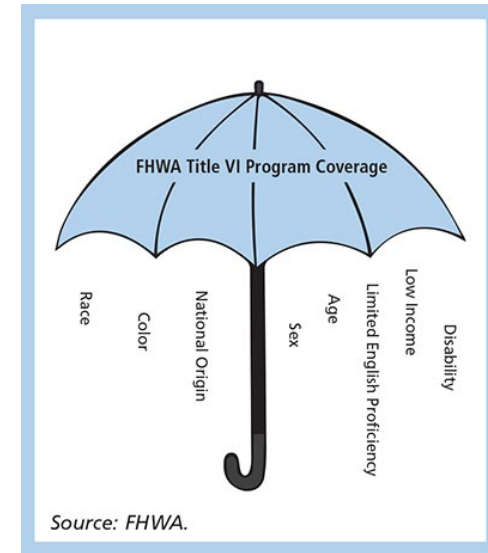 FHWA Title VI Program Coverage
Race
Color
National Origin
Sex
Age
Limited English Proficiency
Low Income
Disability
Source: FHWA.